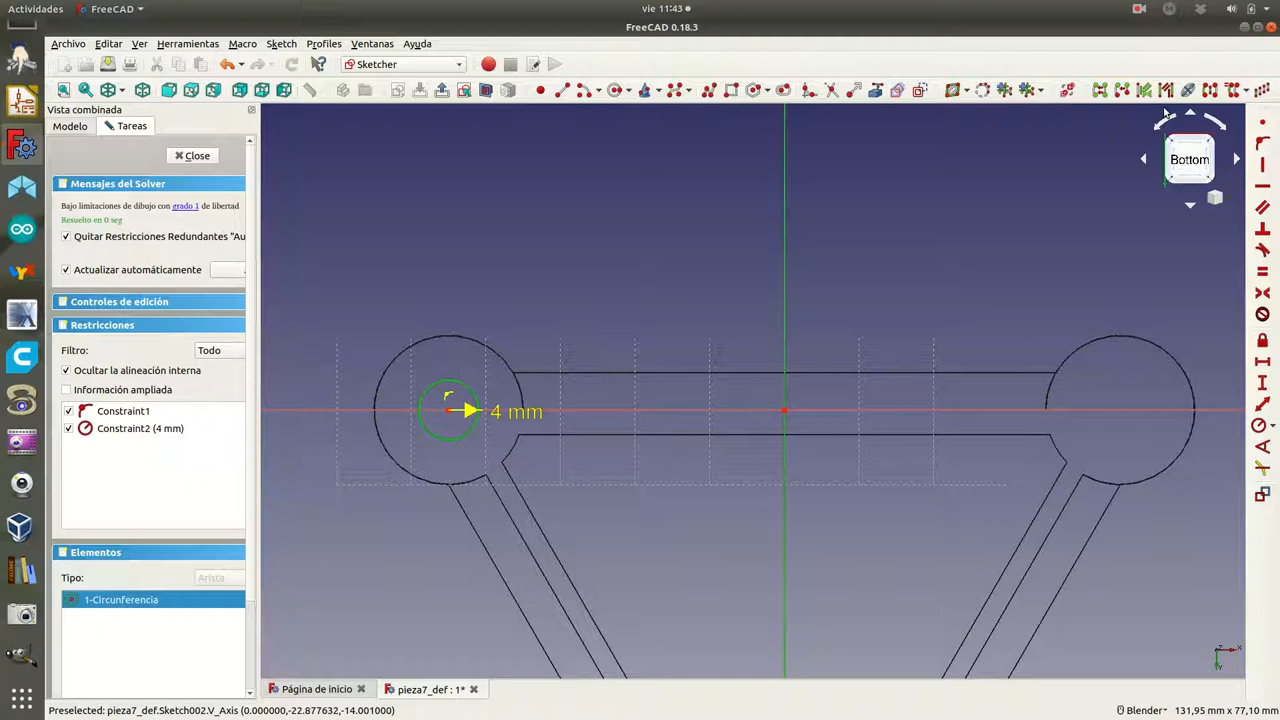 Actividades
FreeCAD
vie 11:43
FreeCAD 0.18.3
Archivo Editar Ver Herramientas Macro Sketch Profiles Ventanas Ayuda
Sketcher
Vista combinada
Modelo
Tareas
Close
Mensajes del Solver
Bajo limitaciones de dibujo con grado 1 de libertad
Resuelto en 0 seg
Quitar Restricciones Redundantes "Au
Actualizar automáticamente
Controles de edición
Restricciones
Filtro: Todo
Ocultar la alineación interna
Información ampliada
Constraint1
Constraint2 (4 mm)
Elementos
Tipo: Arista
1-Circunferencia
4 mm
Bottom
Página de inicio
pieza7_def : 1*
Preselected: pieza7_def.Sketch002.V_Axis (0.000000,-22.877632,-14.001000)
Blender
131,95 mm x 77,10 mm